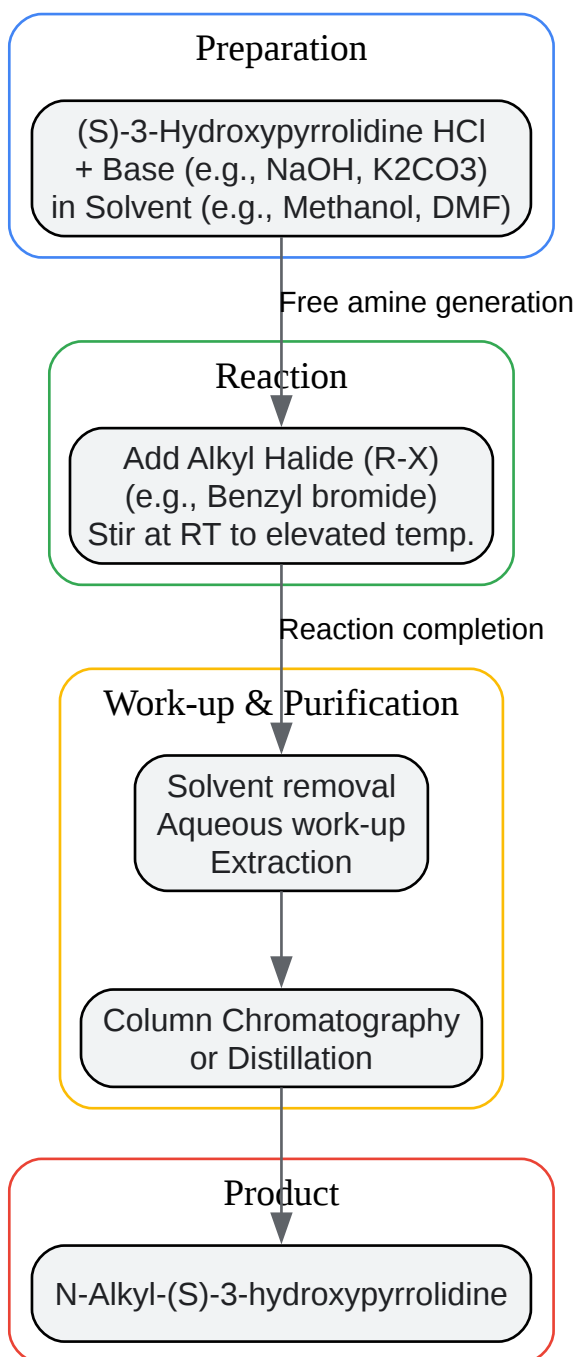 Preparation
(S)-3-Hydroxypyrrolidine HCl
+ Base (e.g., NaOH, K2CO3)
in Solvent (e.g., Methanol, DMF)
Free amine generation
Reaction
Add Alkyl Halide (R-X)
(e.g., Benzyl bromide)
Stir at RT to elevated temp.
Reaction completion
Work-up & Purification
Solvent removal
Aqueous work-up
Extraction
Column Chromatography
or Distillation
Product
N-Alkyl-(S)-3-hydroxypyrrolidine